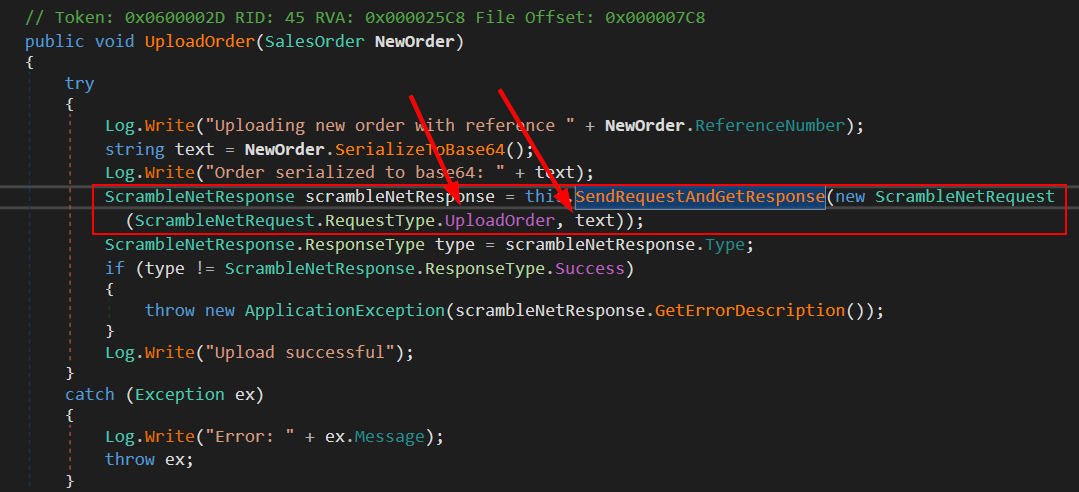 // Token: 0x0600002D RID: 45 RVA: 0x000025C8 File Offset: 0x000007C8
public void UploadOrder(SalesOrder NewOrder)
{
try
{
Log.Write("Uploading new order with reference " + NewOrder.ReferenceNumber);
string text = NewOrder.SerializeToBase64();
Log.Write("Order serialized to base64: " + text);
ScrambleNetResponse scrambleNetResponse = this.SendRequestAndGetResponse(new ScrambleNetRequest
(ScrambleNetRequest.RequestType.UploadOrder, text));
ScrambleNetResponse.ResponseType type = scrambleNetResponse.Type;
if (type != ScrambleNetResponse.ResponseType.Success)
{
throw new ApplicationException(scrambleNetResponse.GetErrorDescription());
}
Log.Write("Upload successful");
}
catch (Exception ex)
{
Log.Write("Error: " + ex.Message);
throw ex;
}